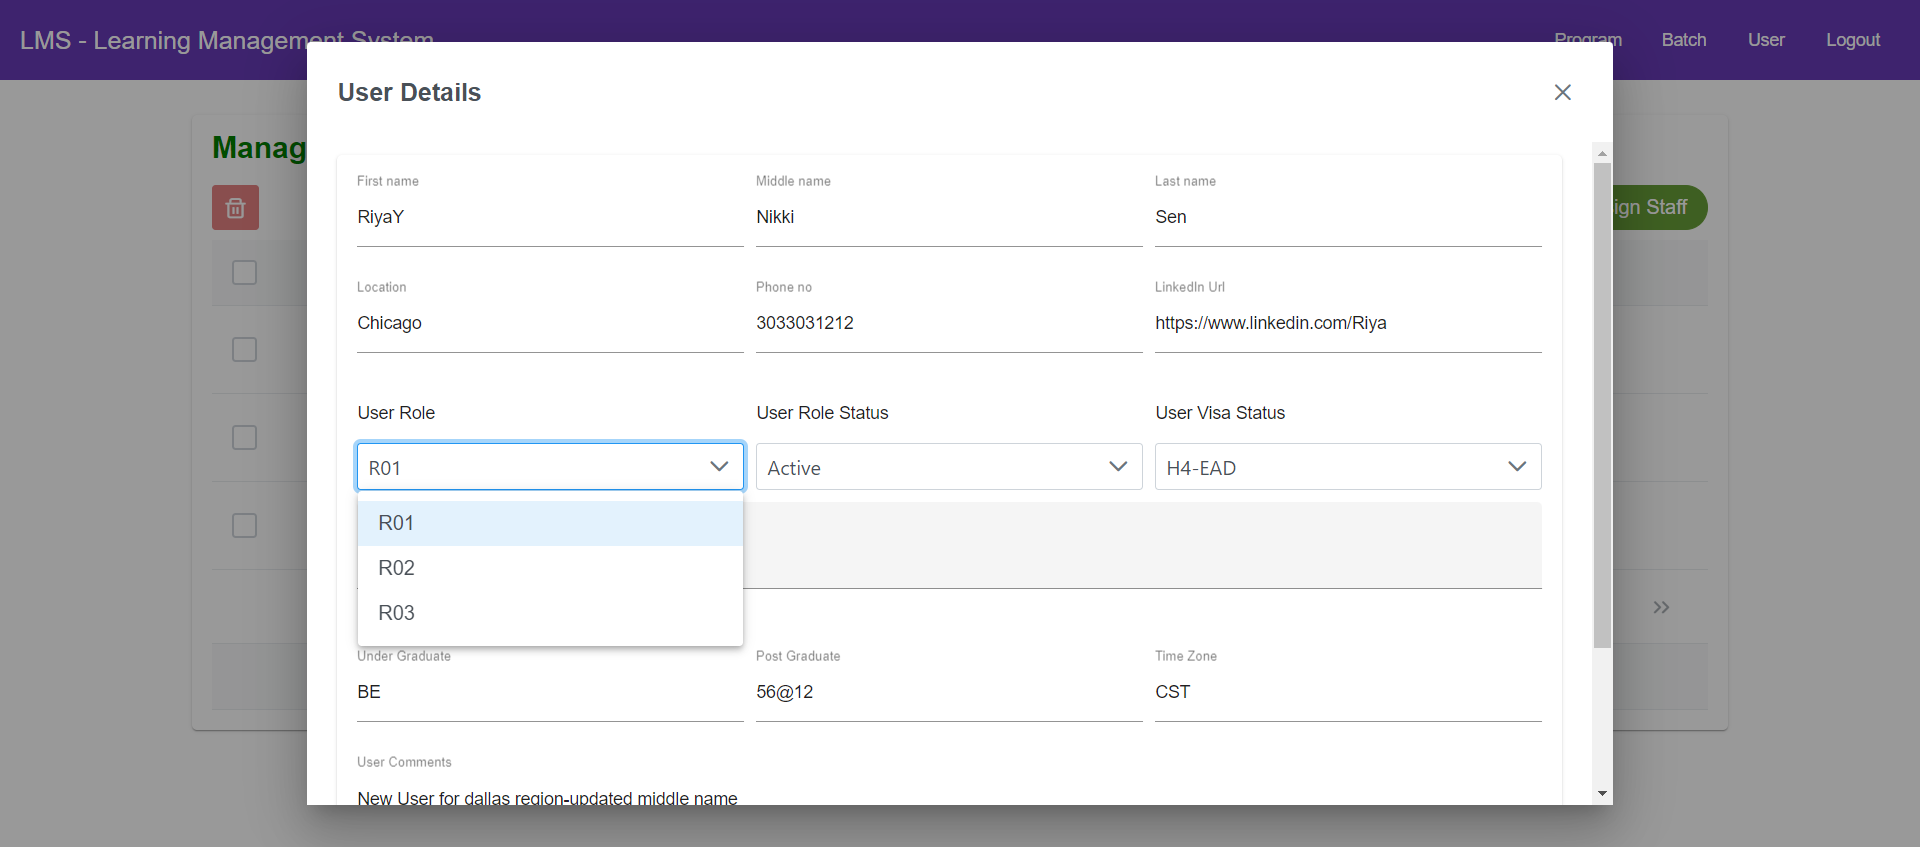 LMS - Learning Management System
Program Batch User Logout
User Details
Manag
ign Staff
First name Middle name Last name
RiyaY Nikki Sen
Location Phone no LinkedIn Url
Chicago 3033031212 https://www.linkedin.com/Riya
User Role User Role Status User Visa Status
R01 Active H4-EAD
R01
R02
R03
Under Graduate Post Graduate Time Zone
BE 56@12 CST
User Comments
New User for dallas region-updated middle name